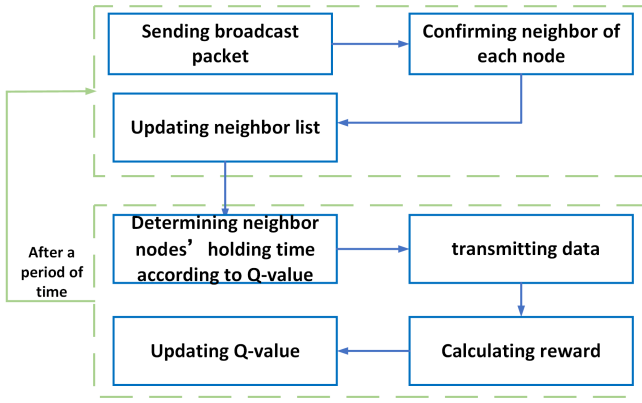 Sending broadcast
packet
Confirming neighbor of
each node
Updating neighbor list
Determining neighbor
nodes’ holding time
according to Q-value
transmitting data
After a
period of
time
Updating Q-value
Calculating reward